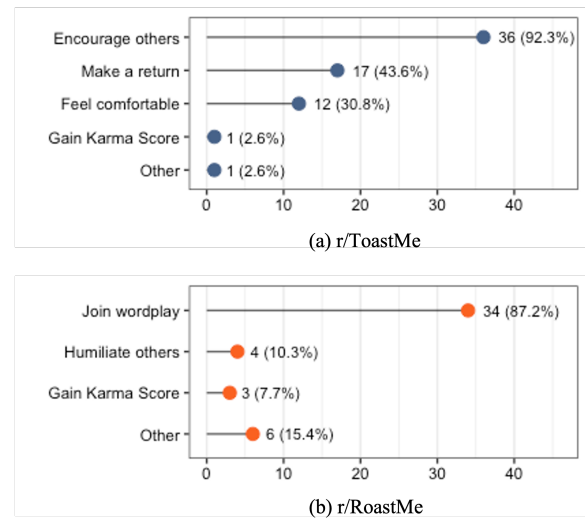 Encourage others 36 (92.3%)
Make a return 17 (43.6%)
Feel comfortable 12 (30.8%)
Gain Karma Score 1 (2.6%)
Other 1 (2.6%)
0 10 20 30 40
(a) r/ToastMe
Join wordplay 34 (87.2%)
Humiliate others 4 (10.3%)
Gain Karma Score 3 (7.7%)
Other 6 (15.4%)
0 10 20 30 40
(b) r/RoastMe